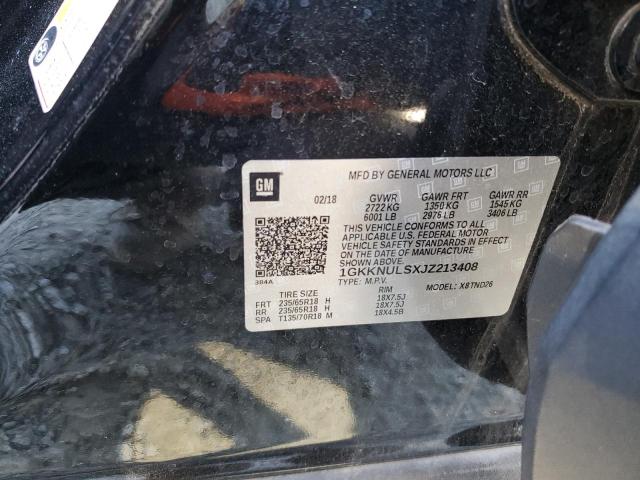 MFD BY GENERAL MOTORS LLC
GM
02/18 GVWR GAWR FRT GAWR RR
2722 KG 1350 KG 1545 KG
6001 LB 2976 LB 3406 LB
THIS VEHICLE CONFORMS TO ALL
APPLICABLE U.S. FEDERAL MOTOR
VEHICLE SAFETY STANDARDS IN EFFECT
ON THE DATE OF MANUFACTURE
SHOWN ABOVE.
1GKKNULSXJZ213408
384A TYPE: M.P.V. MODEL: X8TND26
TIRE SIZE RIM
FRT 235/65R18 H 18X7.5J
RR 235/65R18 H 18X7.5J
SPA T135/70R18 M 18X4.5B